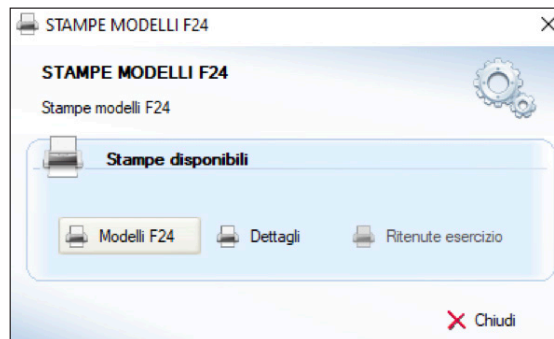 STAMPE MODELLI F24
STAMPE MODELLI F24
Stampe modelli F24
Stampe disponibili
Modelli F24 Dettagli Ritenute esercizio
Chiudi